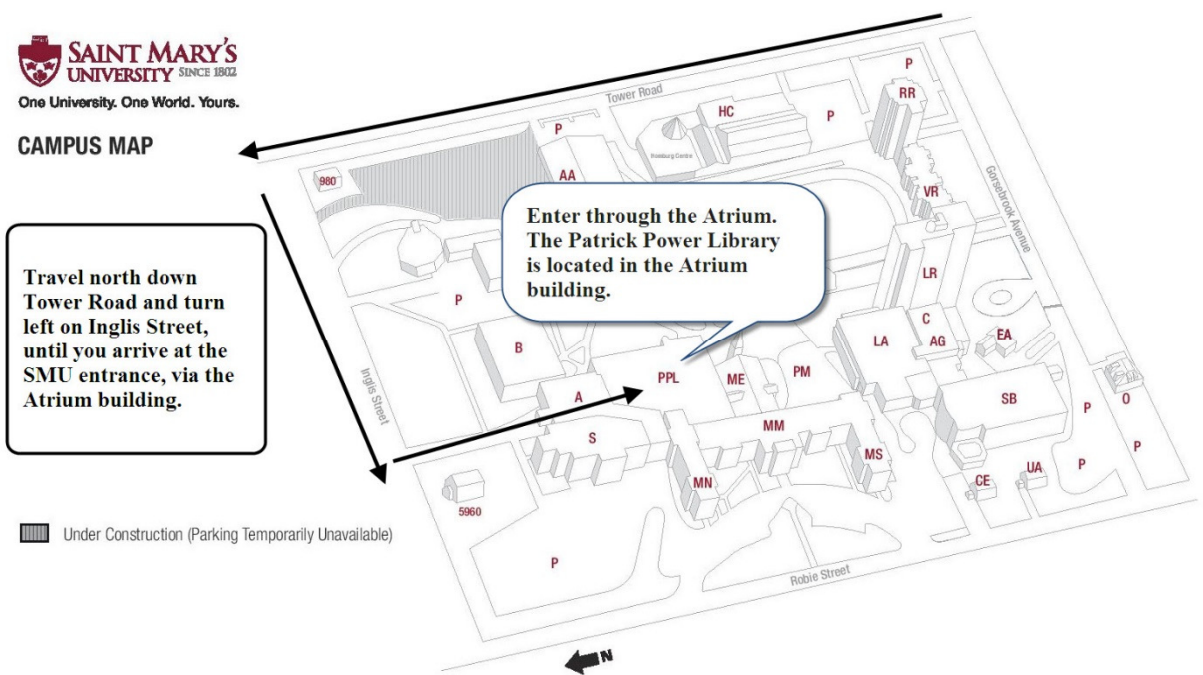 SAINT MARY'S
UNIVERSITY SINCE 1802
One University. One World. Yours.
CAMPUS MAP
Tower Road
P
RR
HC
P
P
Homburg Centre
980
AA
VR
Gorsebrook Avenue
Travel north down
Tower Road and turn
left on Inglis Street,
until you arrive at the
SMU entrance, via the
Atrium building.
Enter through the Atrium.
The Patrick Power Library
is located in the Atrium
building.
LR
P
C
EA
B
LA
AG
Inglis Street
PPL
ME
PM
A
SB
P
O
S
MM
P
MN
MS
P
CE
UA
5960
Under Construction (Parking Temporarily Unavailable)
P
Robie Street
N